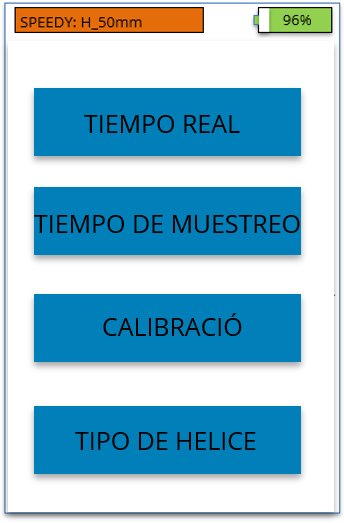 SPEEDY: H_50mm
96%
TIEMPO REAL
TIEMPO DE MUESTREO
CALIBRACIÓ
TIPO DE HELICE